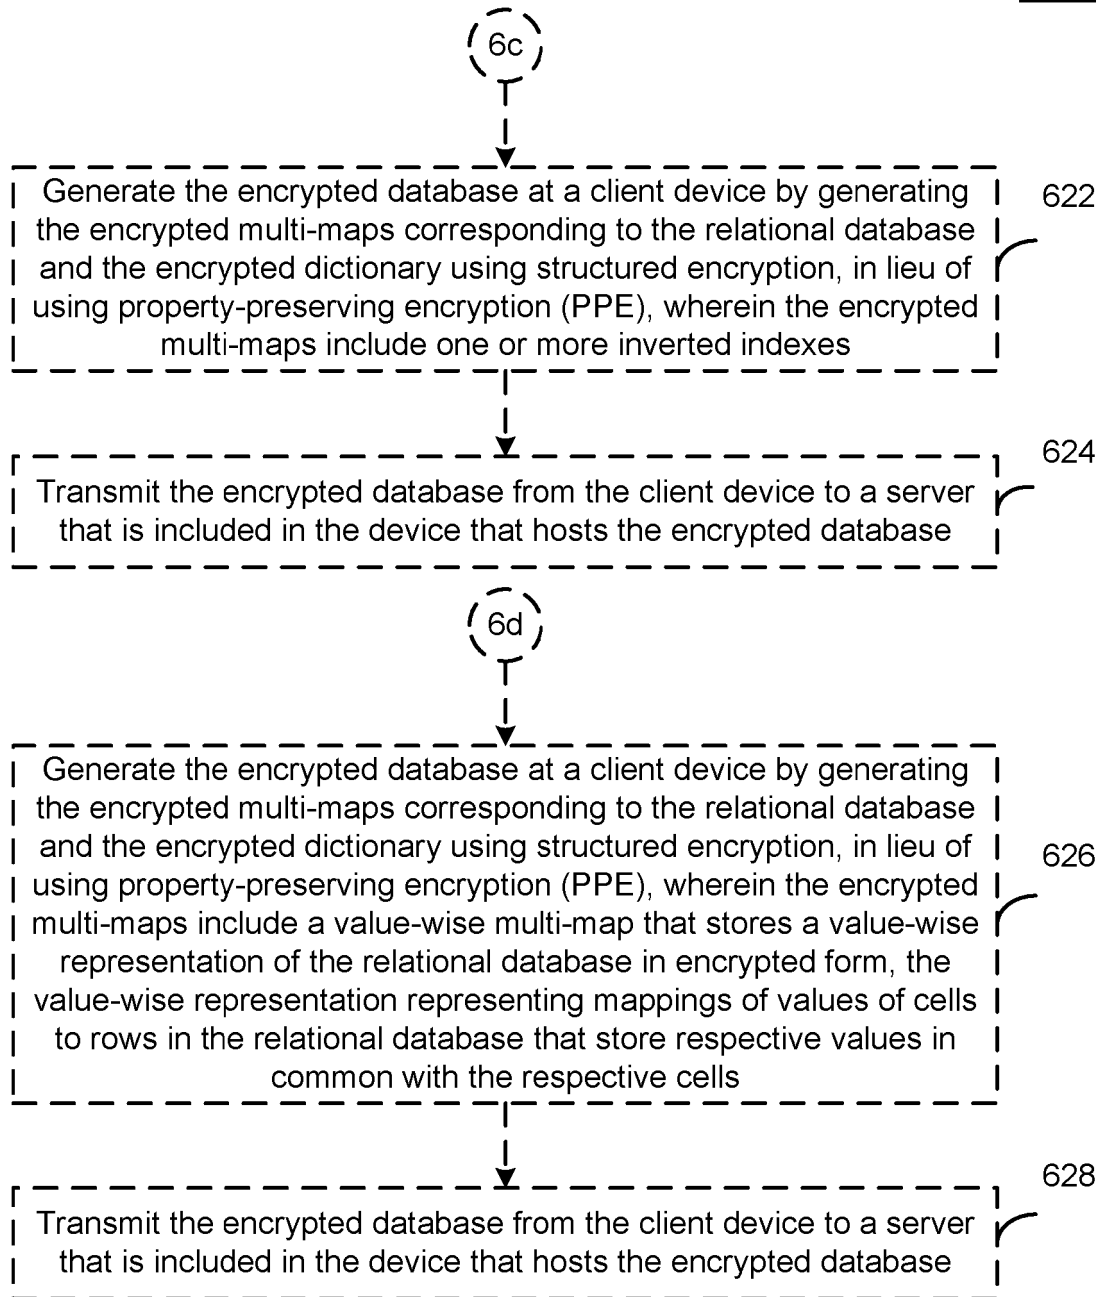 6c
Generate the encrypted database at a client device by generating
the encrypted multi-maps corresponding to the relational database
and the encrypted dictionary using structured encryption, in lieu of
using property-preserving encryption (PPE), wherein the encrypted
multi-maps include one or more inverted indexes
622
Transmit the encrypted database from the client device to a server
that is included in the device that hosts the encrypted database
624
6d
Generate the encrypted database at a client device by generating
the encrypted multi-maps corresponding to the relational database
and the encrypted dictionary using structured encryption, in lieu of
using property-preserving encryption (PPE), wherein the encrypted
multi-maps include a value-wise multi-map that stores a value-wise
representation of the relational database in encrypted form, the
value-wise representation representing mappings of values of cells
to rows in the relational database that store respective values in
common with the respective cells
626
Transmit the encrypted database from the client device to a server
that is included in the device that hosts the encrypted database
628